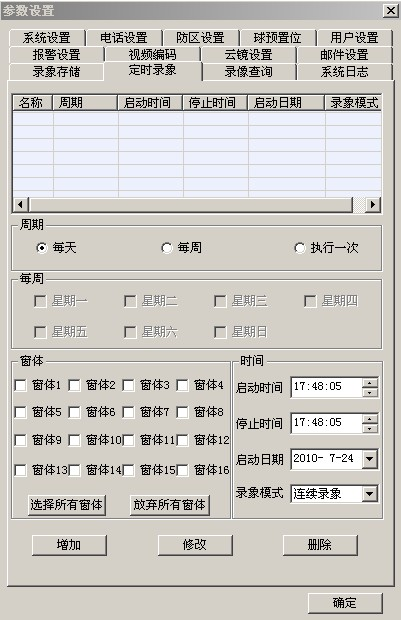 参数设置
系统设置 电话设置 防区设置 球预置位 用户设置
报警设置 视频编码 云镜设置 邮件设置
录象存储 定时录象 录像查询 系统日志
名称 周期 启动时间 停止时间 启动日期 录象模式
周期
每天 每周 执行一次
每周
星期一 星期二 星期三 星期四
星期五 星期六 星期日
窗体
窗体1 窗体2 窗体3 窗体4
窗体5 窗体6 窗体7 窗体8
窗体9 窗体10 窗体11 窗体12
窗体13 窗体14 窗体15 窗体16
选择所有窗体 放弃所有窗体
时间
启动时间 17:48:05
停止时间 17:48:05
启动日期 2010- 7-24
录象模式 连续录象
增加 修改 删除
确定